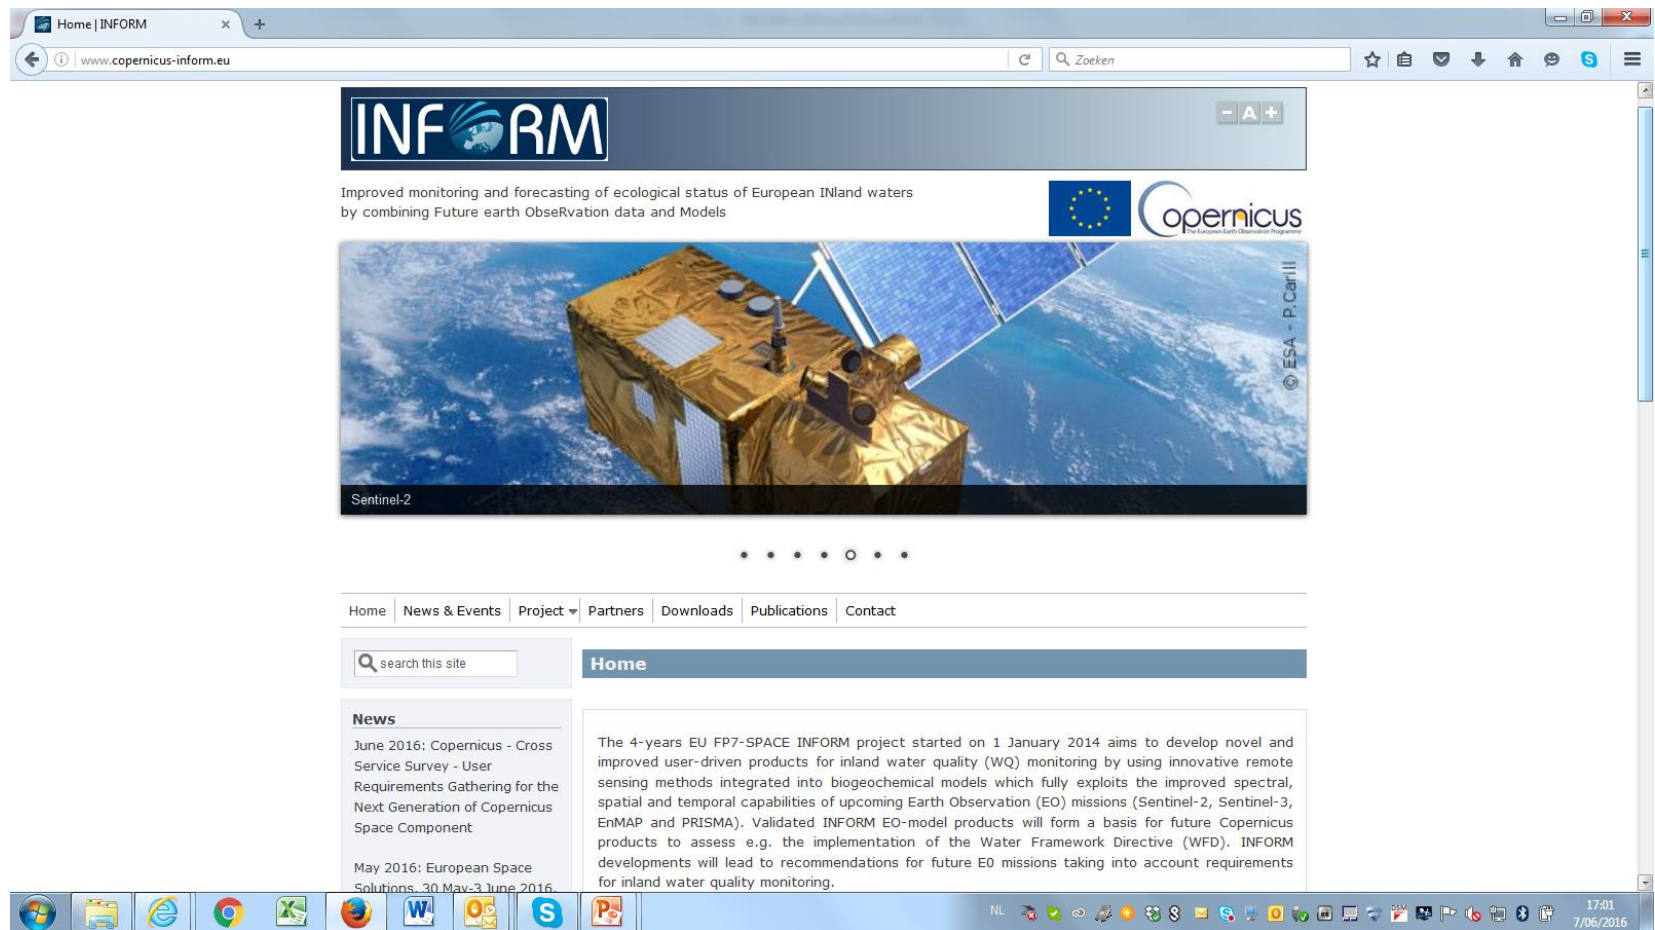 Home | INFORM
www.copernicus-inform.eu
Zoeken
INFORM
- A +
Improved monitoring and forecasting of ecological status of European INland waters
by combining Future earth ObseRvation data and Models
Copernicus
The European Earth Observation Programme
© ESA - P.Carill
Sentinel-2
Home
News & Events
Project
Partners
Downloads
Publications
Contact
search this site
Home
News
June 2016: Copernicus - Cross
Service Survey - User
Requirements Gathering for the
Next Generation of Copernicus
Space Component
May 2016: European Space
Solutions, 30 May-3 June 2016,
The 4-years EU FP7-SPACE INFORM project started on 1 January 2014 aims to develop novel and
improved user-driven products for inland water quality (WQ) monitoring by using innovative remote
sensing methods integrated into biogeochemical models which fully exploits the improved spectral,
spatial and temporal capabilities of upcoming Earth Observation (EO) missions (Sentinel-2, Sentinel-3,
EnMAP and PRISMA). Validated INFORM EO-model products will form a basis for future Copernicus
products to assess e.g. the implementation of the Water Framework Directive (WFD). INFORM
developments will lead to recommendations for future E0 missions taking into account requirements
for inland water quality monitoring.
NL
17:01
7/06/2016